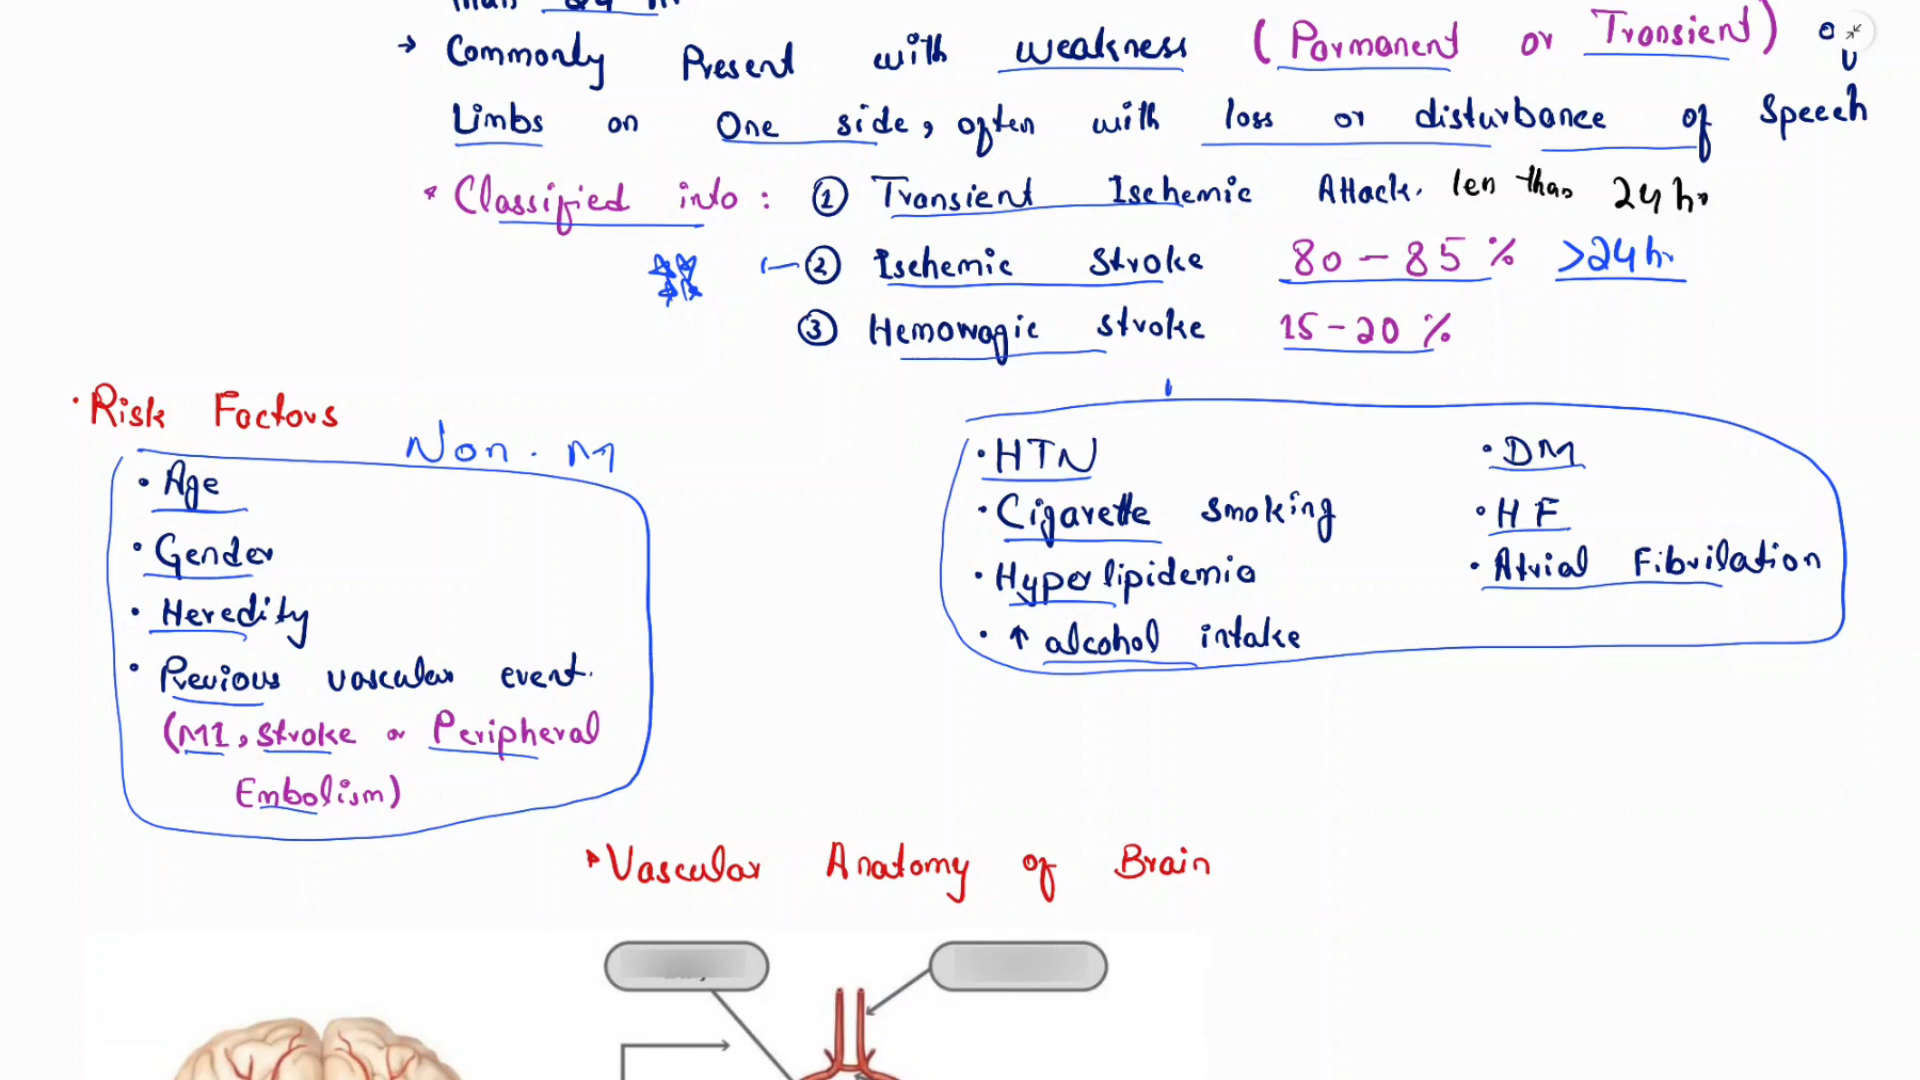 → Commonly Present with weakness (Permanent or Transient) o
Limbs on One side, often with loss or disturbance of Speech
* Classified into : ① Transient Ischemic Attack. less than 24 hr
② Ischemic Stroke 80 - 85 % >24 hr
③ Hemorragic stroke 15 - 20 %
• Risk Factors
Non. M
• Age
• Gender
• Heredity
• Previous vascular event.
(MI, stroke or Peripheral
Embolism)
• HTN
• Cigarette smoking
• Hyperlipidemia
• ↑ alcohol intake
• DM
• HF
• Atrial Fibrilation
Vascular Anatomy of Brain